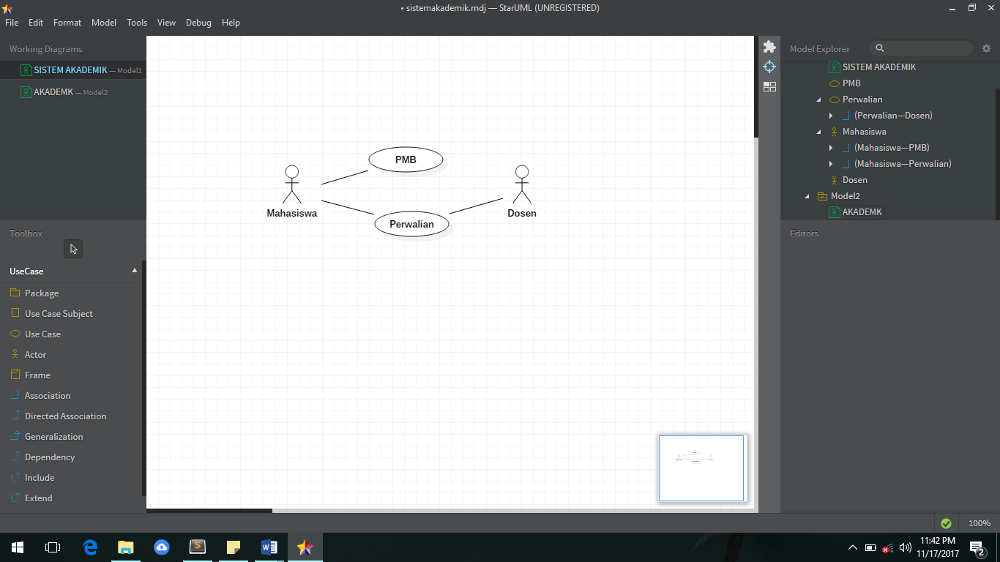 • sistemakademik.mdj — StarUML (UNREGISTERED)
File Edit Format Model Tools View Debug Help
Working Diagrams
SISTEM AKADEMIK — Model1
AKADEMK — Model2
Toolbox
UseCase
Package
Use Case Subject
Use Case
Actor
Frame
Association
Directed Association
Generalization
Dependency
Include
Extend
PMB
Mahasiswa
Dosen
Perwalian
Model Explorer
SISTEM AKADEMIK
PMB
Perwalian
(Perwalian—Dosen)
Mahasiswa
(Mahasiswa—PMB)
(Mahasiswa—Perwalian)
Dosen
Model2
AKADEMK
Editors
100%
11:42 PM
11/17/2017
2